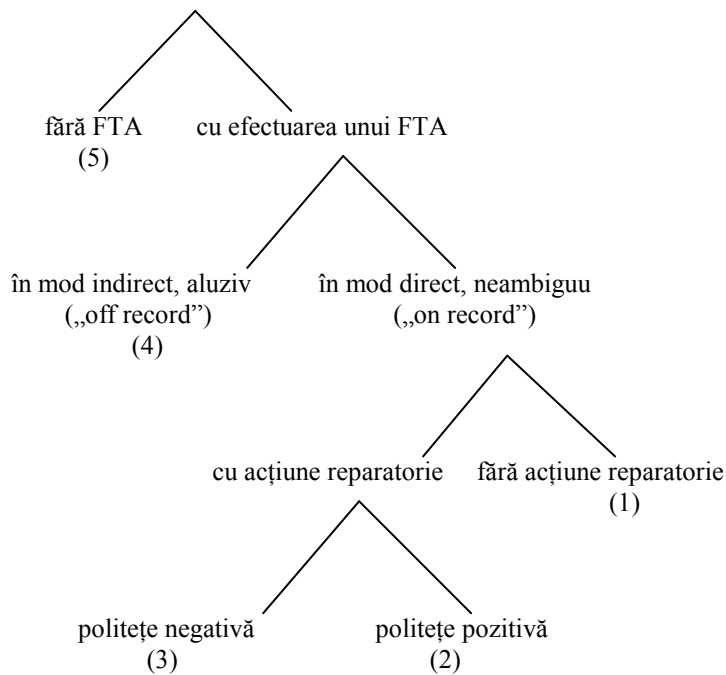 fără FTA cu efectuarea unui FTA
(5)
în mod indirect, aluziv în mod direct, neambiguu
(„off record”) („on record”)
(4)
cu acțiune reparatorie fără acțiune reparatorie
(1)
politețe negativă politețe pozitivă
(3) (2)